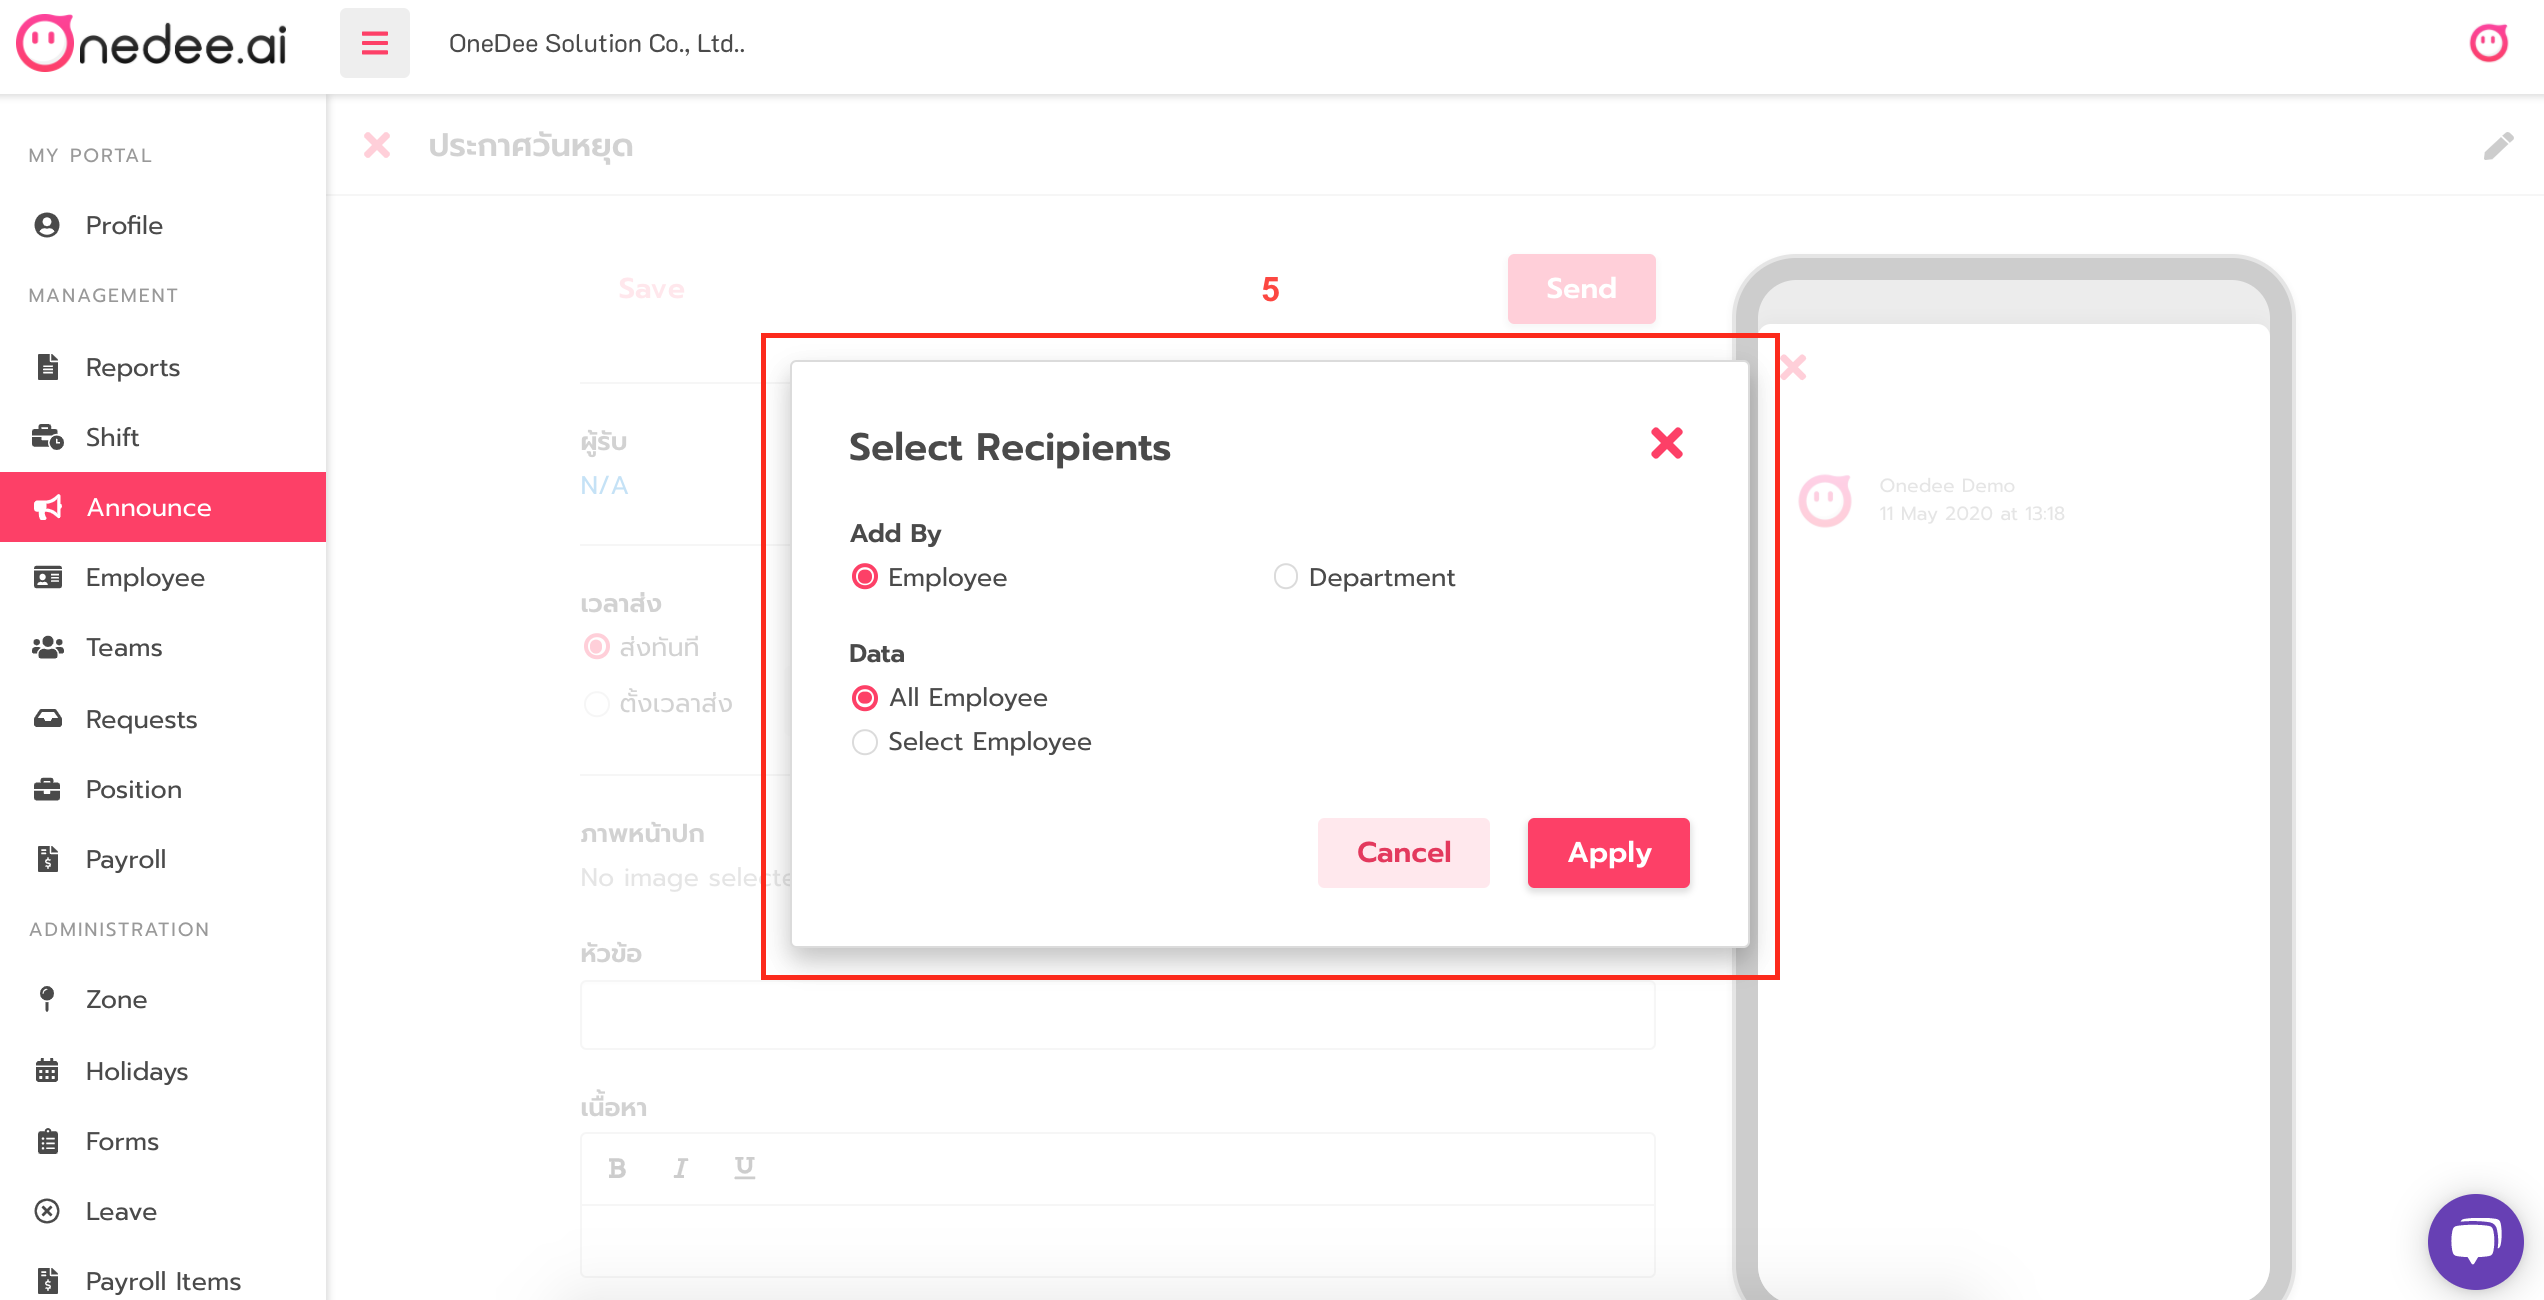 Onedee.ai
OneDee Solution Co., Ltd..
MY PORTAL
Profile
MANAGEMENT
Reports
Shift
Announce
Employee
Teams
Requests
Position
Payroll
ADMINISTRATION
Zone
Holidays
Forms
Leave
Payroll Items
ประกาศวันหยุด
Save
5
Send
ผู้รับ
N/A
เวลาส่ง
ส่งทันที
ตั้งเวลาส่ง
ภาพหน้าปก
No image selecte
หัวข้อ
เนื้อหา
B I U
Select Recipients
Add By
Employee
Department
Data
All Employee
Select Employee
Cancel
Apply
Onedee Demo
11 May 2020 at 13:18